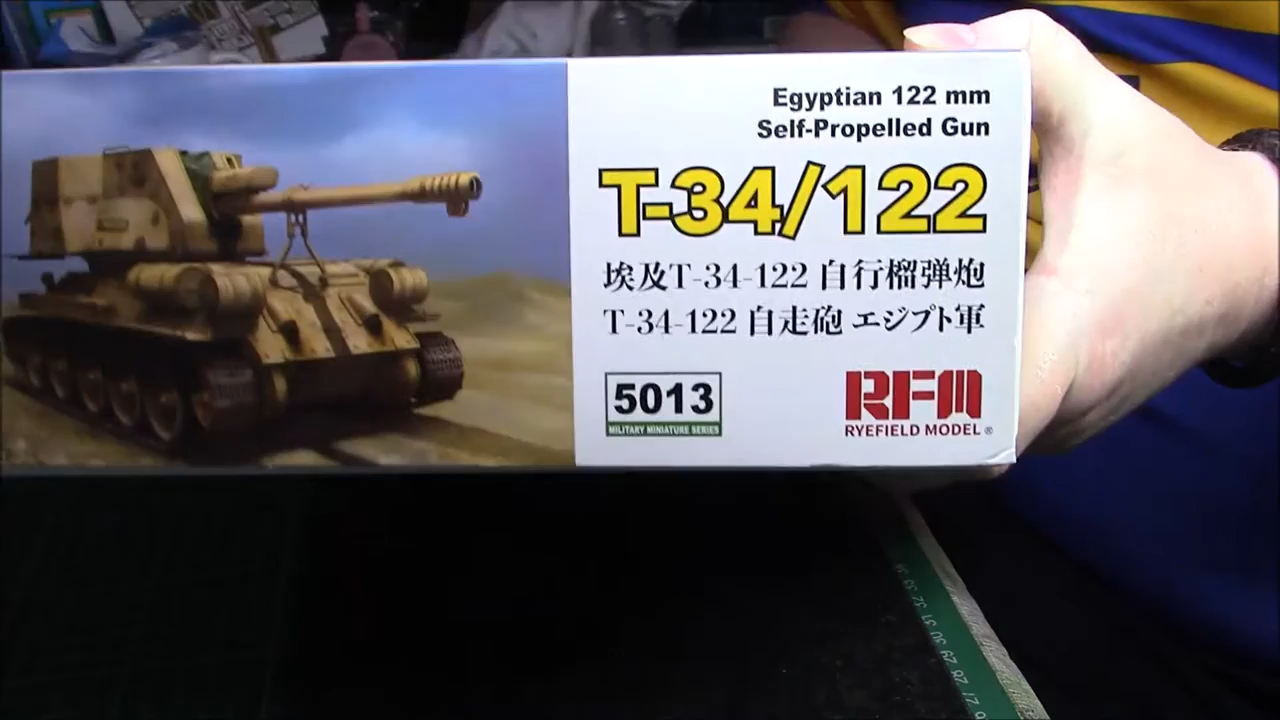 Egyptian 122 mm
Self-Propelled Gun
T-34/122
埃及T-34-122 自行榴弹炮
T-34-122 自走砲 エジプト軍
5013
MILITARY MINIATURE SERIES
RFM
RYEFIELD MODEL®